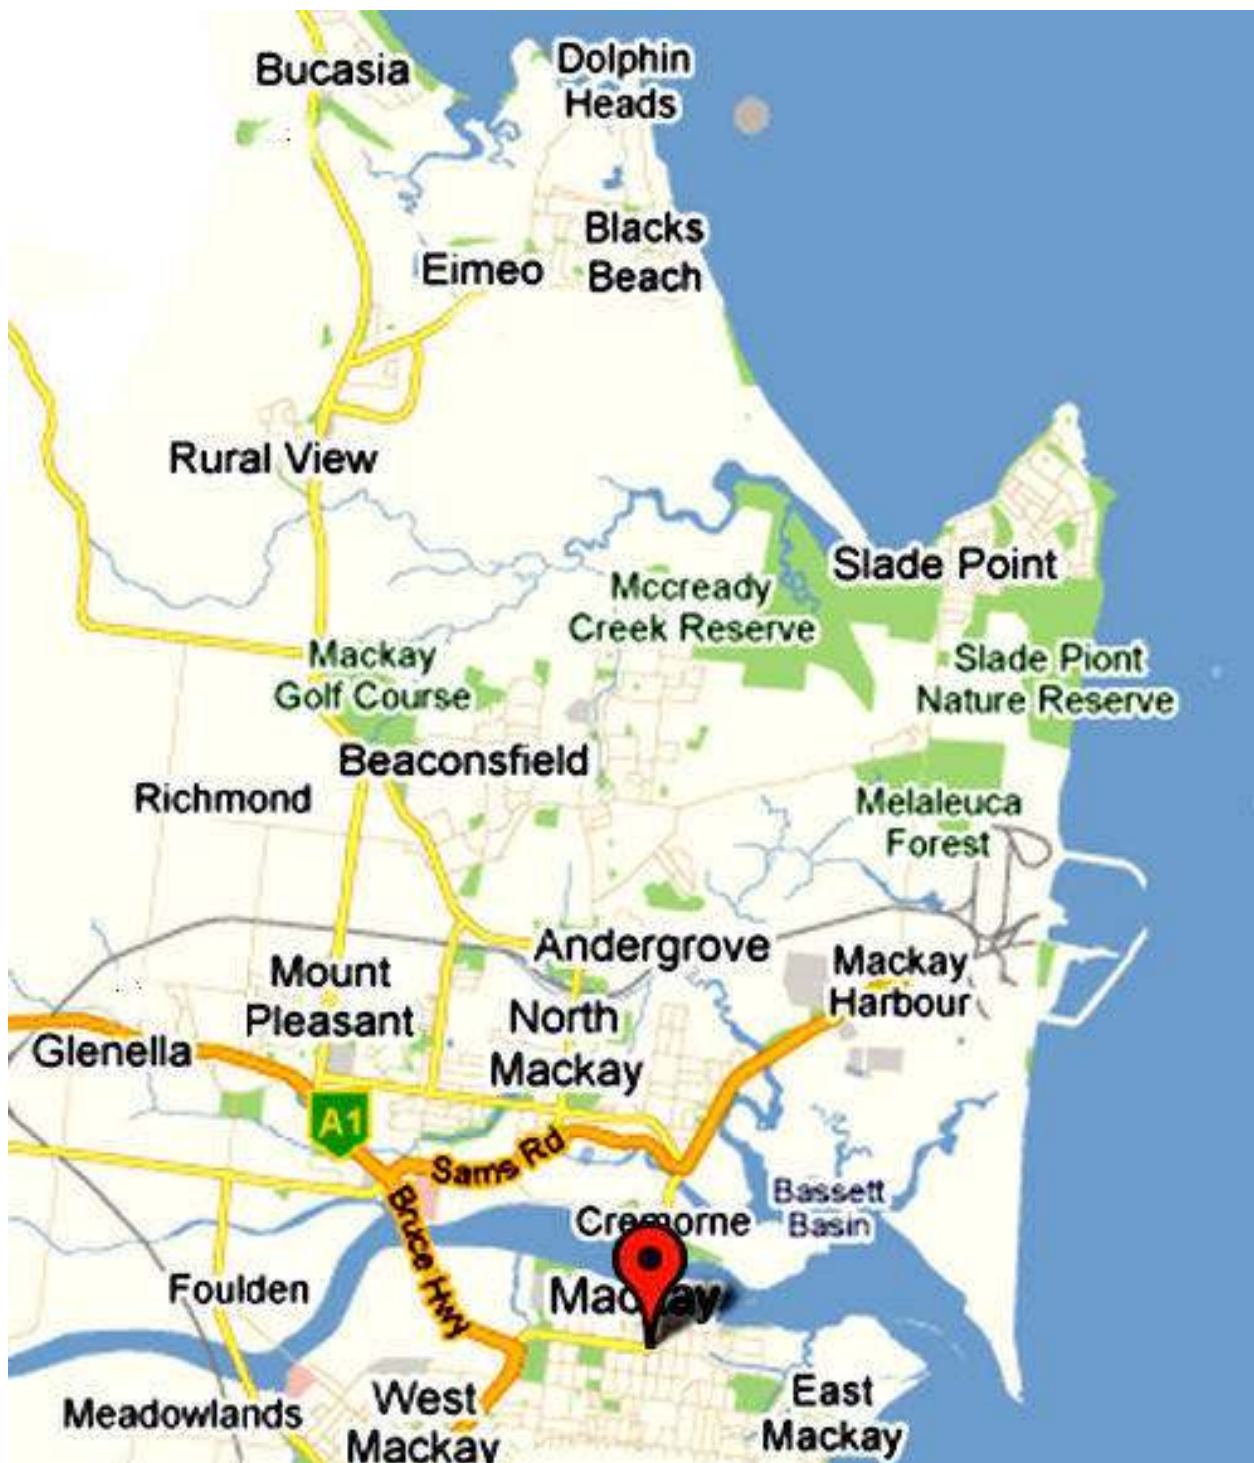 Bucasia
Dolphin
Heads
Blacks
Beach
Eimeo
Rural View
Slade Point
Mccready
Creek Reserve
Slade Piont
Nature Reserve
Mackay
Golf Course
Beaconsfield
Richmond
Melaleuca
Forest
Andergrove
Mackay
Harbour
Mount
Pleasant
North
Mackay
Glenella
A1
Sams Rd
Bruce Hwy
Bassett
Basin
Cremorne
Foulden
Mackay
Meadowlands
West
Mackay
East
Mackay